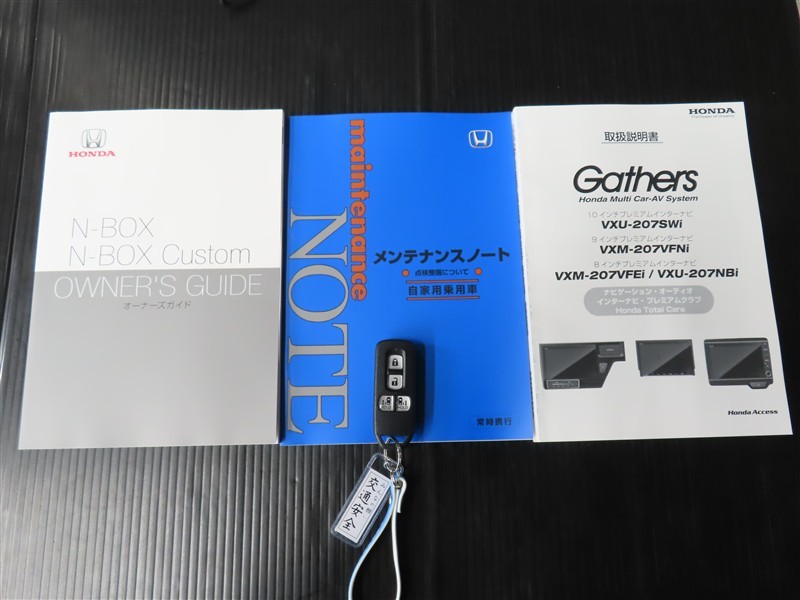 HONDA
N-BOX
N-BOX Custom
OWNER'S GUIDE
オーナーズガイド
maintenance
NOTE
メンテナンスノート
点検整備について
自家用乗用車
常時携行
HONDA
The Power of Dreams
取扱説明書
Gathers
Honda Multi Car-AV System
10インチプレミアムインターナビ
VXU-207SWi
9インチプレミアムインターナビ
VXM-207VFNi
8インチプレミアムインターナビ
VXM-207VFEi / VXU-207NBi
ナビゲーション・オーディオ
インターナビ・プレミアムクラブ
Honda Total Care
Honda Access
HOLD
HOLD
交通安全